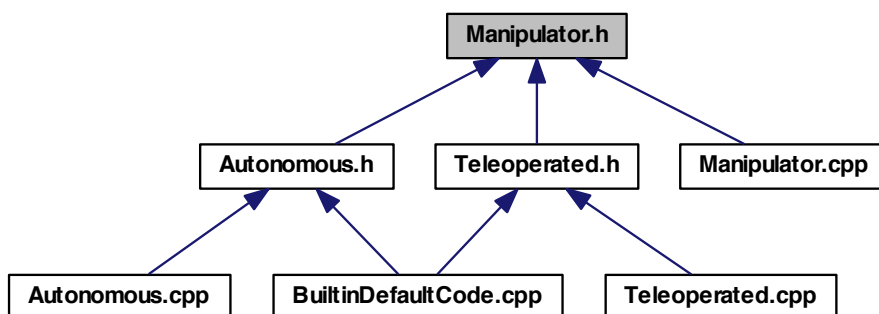 Manipulator.h
Autonomous.h
Teleoperated.h
Manipulator.cpp
Autonomous.cpp
BuiltinDefaultCode.cpp
Teleoperated.cpp